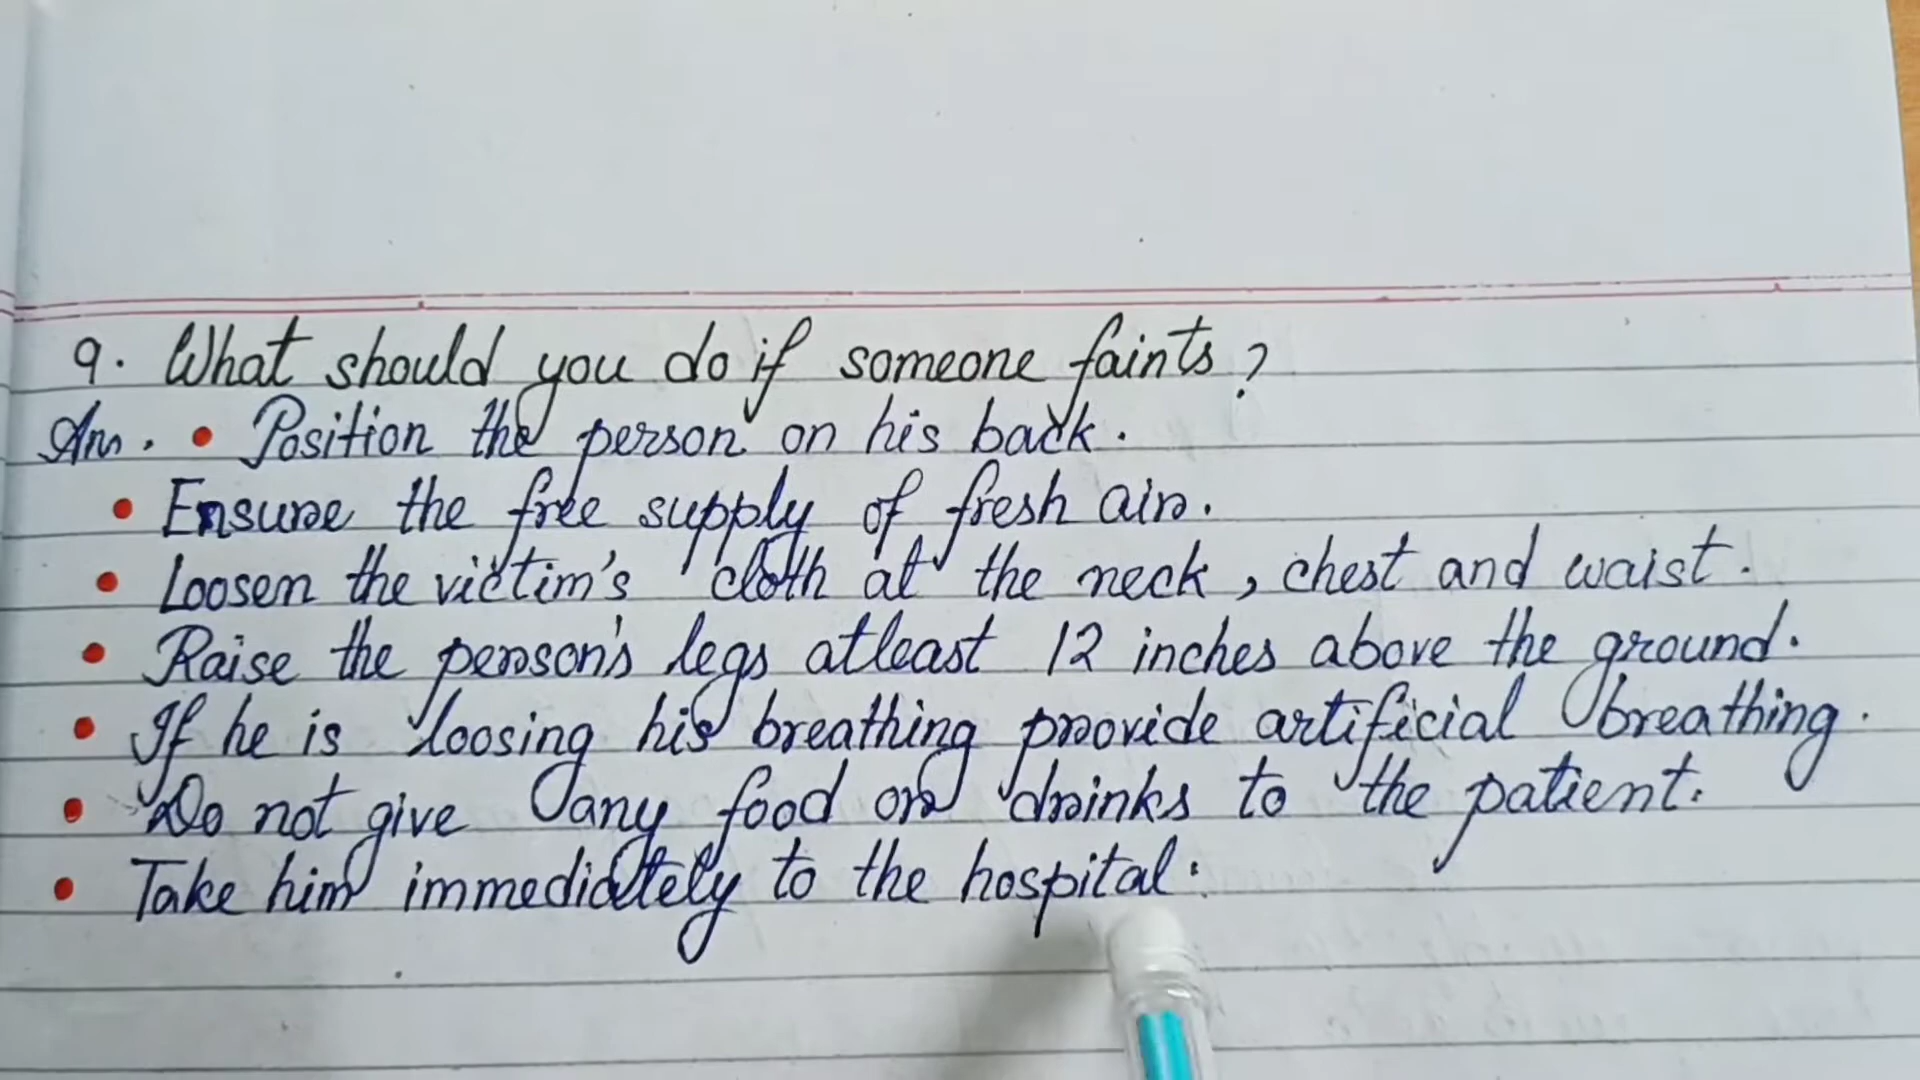 9. What should you do if someone faints?
Ans. • Position the person on his back.
• Ensure the free supply of fresh air.
• Loosen the victim's cloth at the neck, chest and waist.
• Raise the person's legs atleast 12 inches above the ground.
• If he is loosing his breathing provide artificial breathing.
• Do not give any food or drinks to the patient.
• Take him immediately to the hospital.